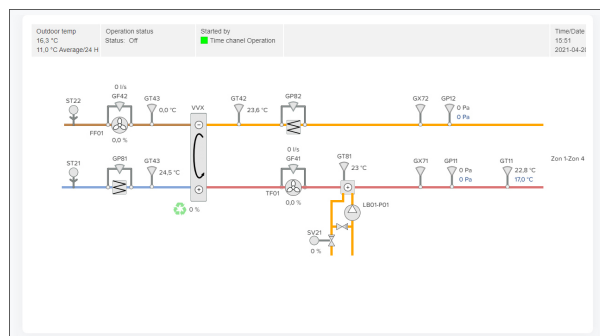 Outdoor temp
16,3 °C
11,0 °C Average/24 H
Operation status
Status: Off
Started by
Time chanel Operation
Time/Date
15:51
2021-04-20
0 l/s
ST22
GF42
GT43
0,0 °C
VVX
GT42
23,6 °C
GP82
GX72
GP12
0 Pa
0 Pa
FF01
0,0 %
ST21
GP81
GT43
24,5 °C
0 l/s
GF41
GT81
23 °C
GX71
GP11
0 Pa
0 Pa
GT11
22,8 °C
17,0 °C
Zon 1-Zon 4
TF01
0,0 %
0 %
LB01-P01
SV21
0 %